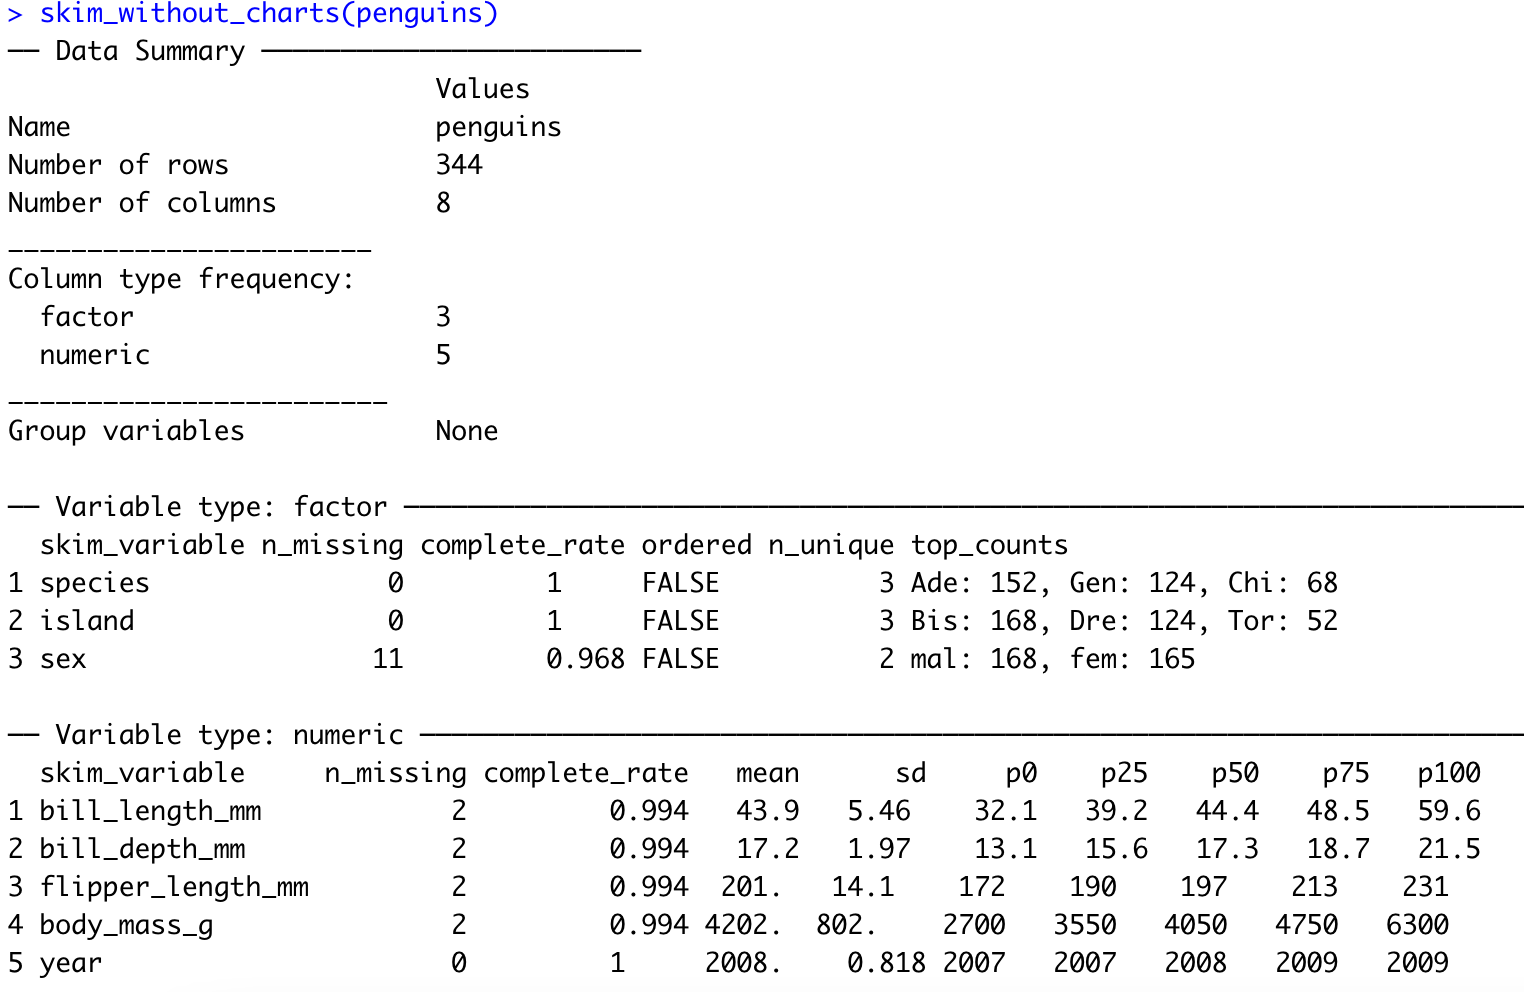 > skim_without_charts(penguins)
── Data Summary ────────────────────────
                           Values
Name                       penguins
Number of rows             344
Number of columns          8
_______________________
Column type frequency:
  factor                   3
  numeric                  5
________________________
Group variables            None

── Variable type: factor ───────────────────────────────────────────────────────────────────────
  skim_variable n_missing complete_rate ordered n_unique top_counts
1 species               0         1     FALSE          3 Ade: 152, Gen: 124, Chi: 68
2 island                0         1     FALSE          3 Bis: 168, Dre: 124, Tor: 52
3 sex                  11         0.968 FALSE          2 mal: 168, fem: 165

── Variable type: numeric ──────────────────────────────────────────────────────────────────────
  skim_variable     n_missing complete_rate   mean      sd     p0    p25    p50    p75   p100
1 bill_length_mm            2         0.994   43.9   5.46    32.1   39.2   44.4   48.5   59.6
2 bill_depth_mm             2         0.994   17.2   1.97    13.1   15.6   17.3   18.7   21.5
3 flipper_length_mm         2         0.994  201.   14.1    172    190    197    213    231
4 body_mass_g               2         0.994 4202.  802.    2700   3550   4050   4750   6300
5 year                      0         1     2008.    0.818 2007   2007   2008   2009   2009